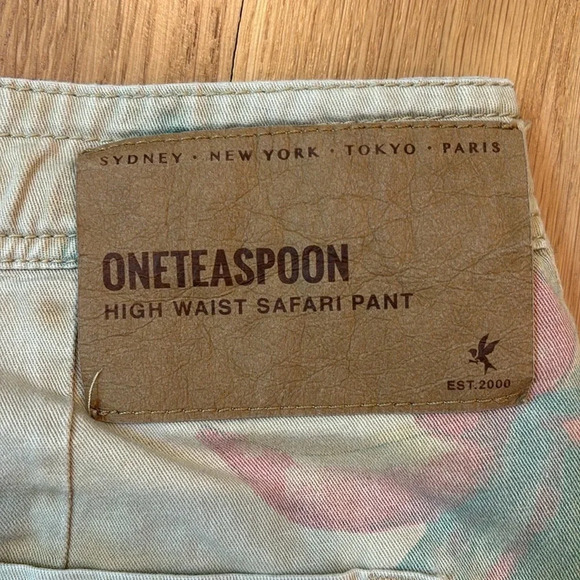 SYDNEY · NEW YORK · TOKYO · PARIS
ONETEASPOON
HIGH WAIST SAFARI PANT
EST.2000